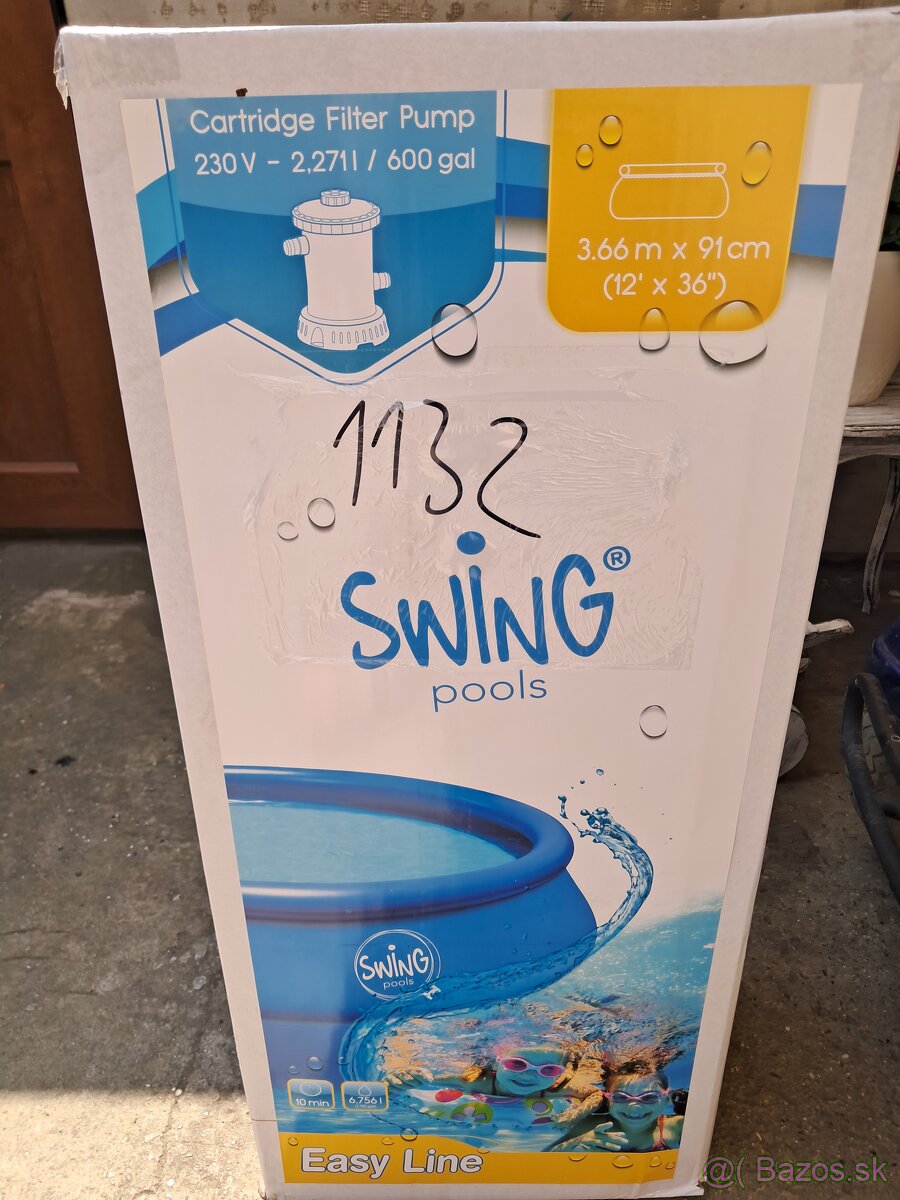 Cartridge Filter Pump
230 V - 2,271 l / 600 gal
3.66 m x 91 cm
(12' x 36")
1132
SWING®
pools
SWING
pools
10 min
6,756 l
Easy Line
@( Bazos.sk